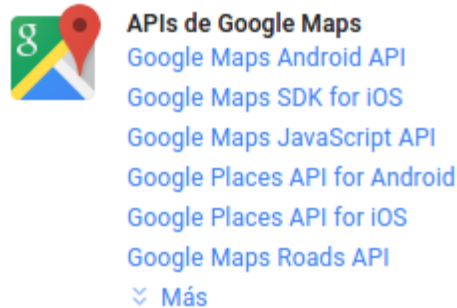 g
APIs de Google Maps
Google Maps Android API
Google Maps SDK for iOS
Google Maps JavaScript API
Google Places API for Android
Google Places API for iOS
Google Maps Roads API
Más